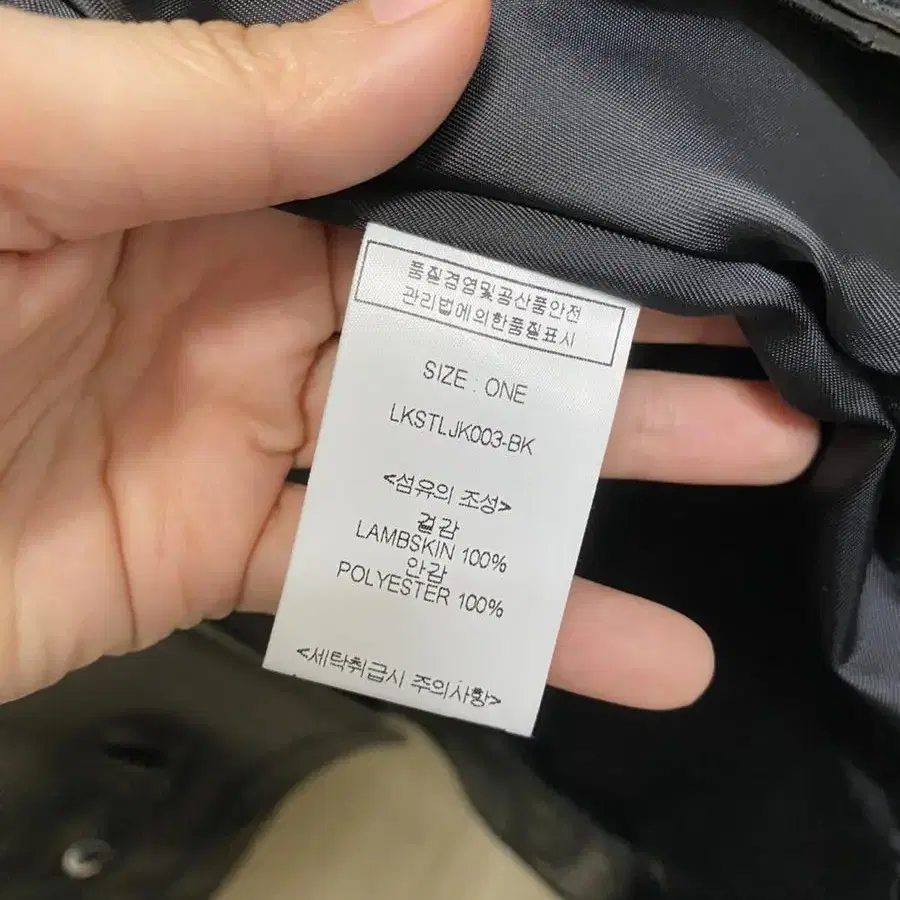 품질경영및공산품안전
관리법에의한품질표시
SIZE : ONE
LKSTLJK003-BK
<섬유의 조성>
겉감
LAMBSKIN 100%
안감
POLYESTER 100%
<세탁취급시 주의사항>